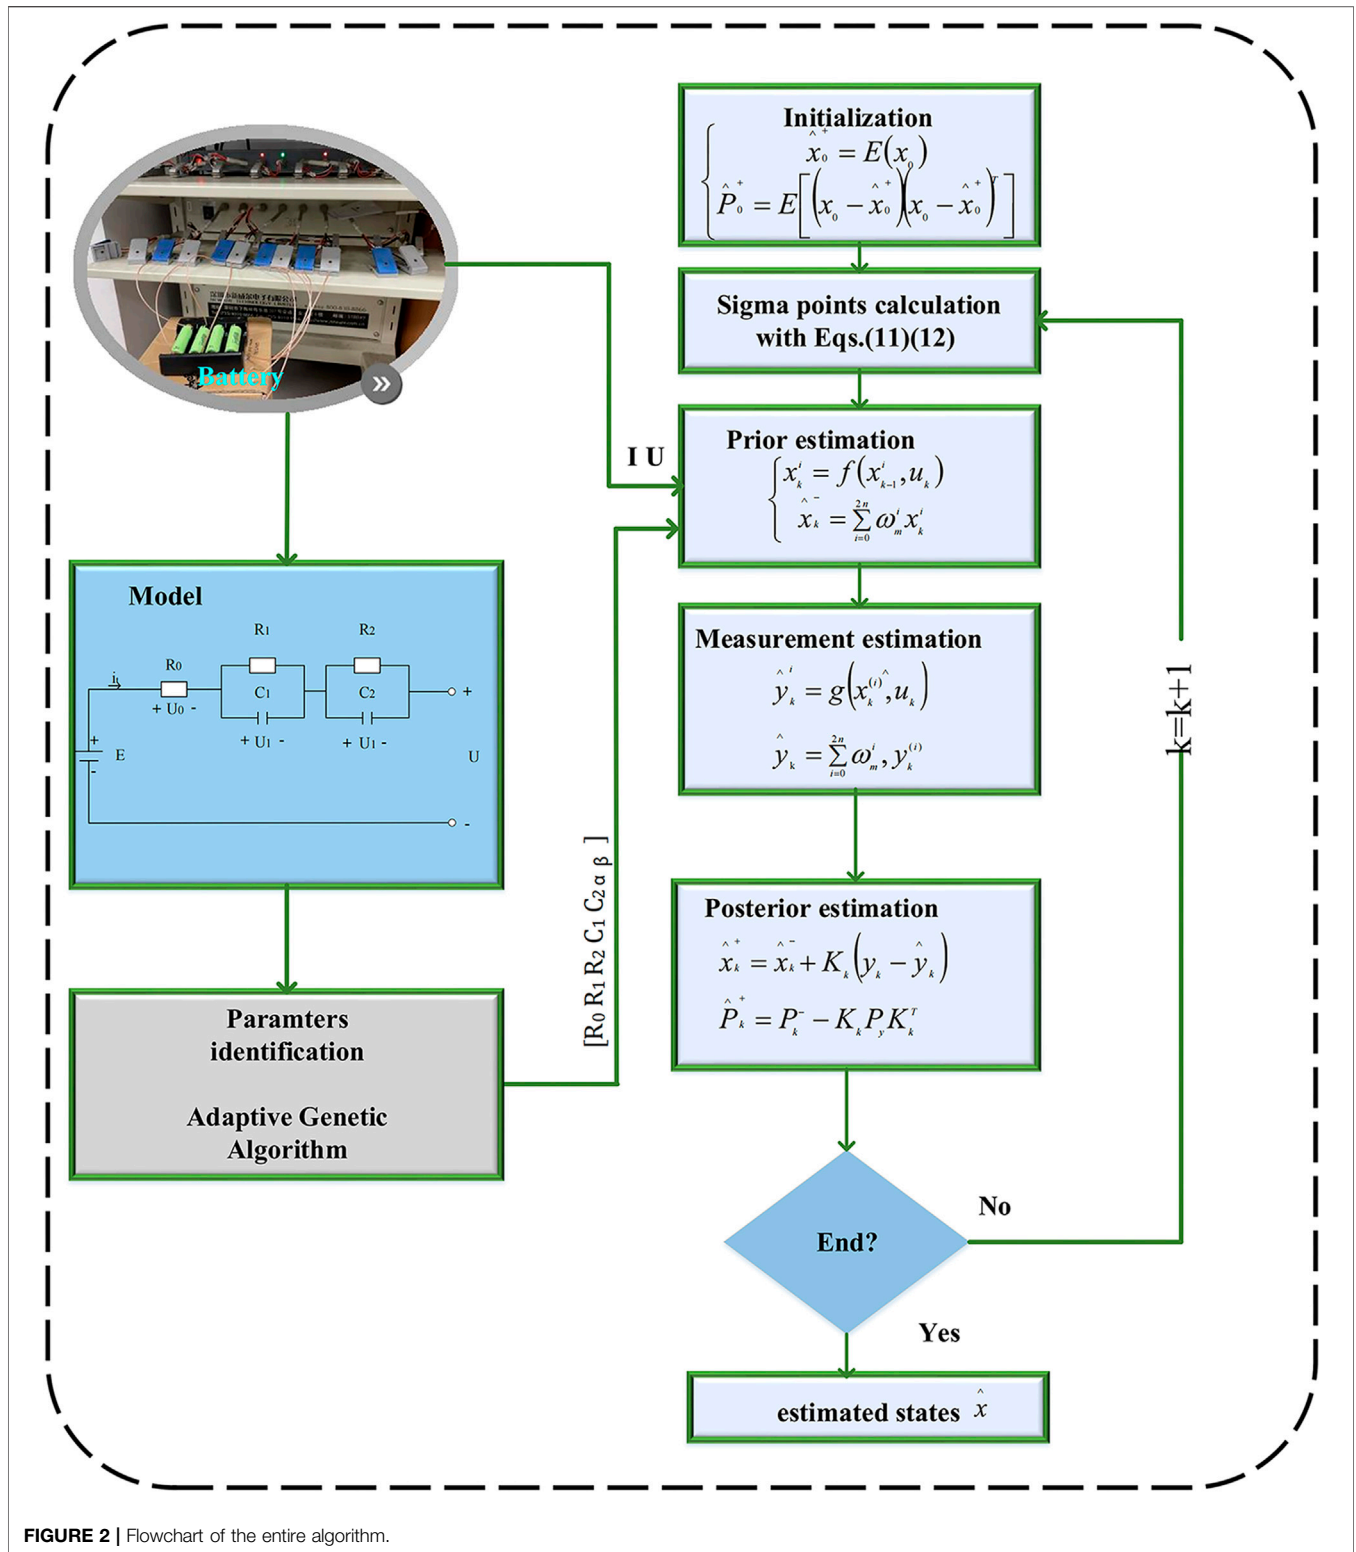 Battery
Model
R1
R2
R0
i_t
C1
C2
+ U0 -
+
+ U1 -
+ U1 -
+
E
U
-
-
Paramters
identification
Adaptive Genetic
Algorithm
I U
[R₀ R₁ R₂ C₁ C₂ α β ]
Initialization
x̂₀⁺ = E(x₀)
P̂₀⁺ = E[(x₀ − x̂₀⁺)(x₀ − x̂₀⁺)ᵀ]
Sigma points calculation
with Eqs.(11)(12)
Prior estimation
xₖⁱ = f(xₖ₋₁ⁱ, uₖ)
x̂ₖ⁻ = ∑ᵢ₌₀²ⁿ ωₘⁱ xₖⁱ
Measurement estimation
ŷₖⁱ = g(xₖ⁽ⁱ⁾^, uₖ)
ŷₖ = ∑ᵢ₌₀²ⁿ ωₘⁱ, yₖ⁽ⁱ⁾
Posterior estimation
x̂ₖ⁺ = x̂ₖ⁻ + Kₖ(yₖ − ŷₖ)
P̂ₖ⁺ = Pₖ⁻ − KₖP_yKₖᵀ
End?
No
k=k+1
Yes
estimated states x̂
FIGURE 2 | Flowchart of the entire algorithm.